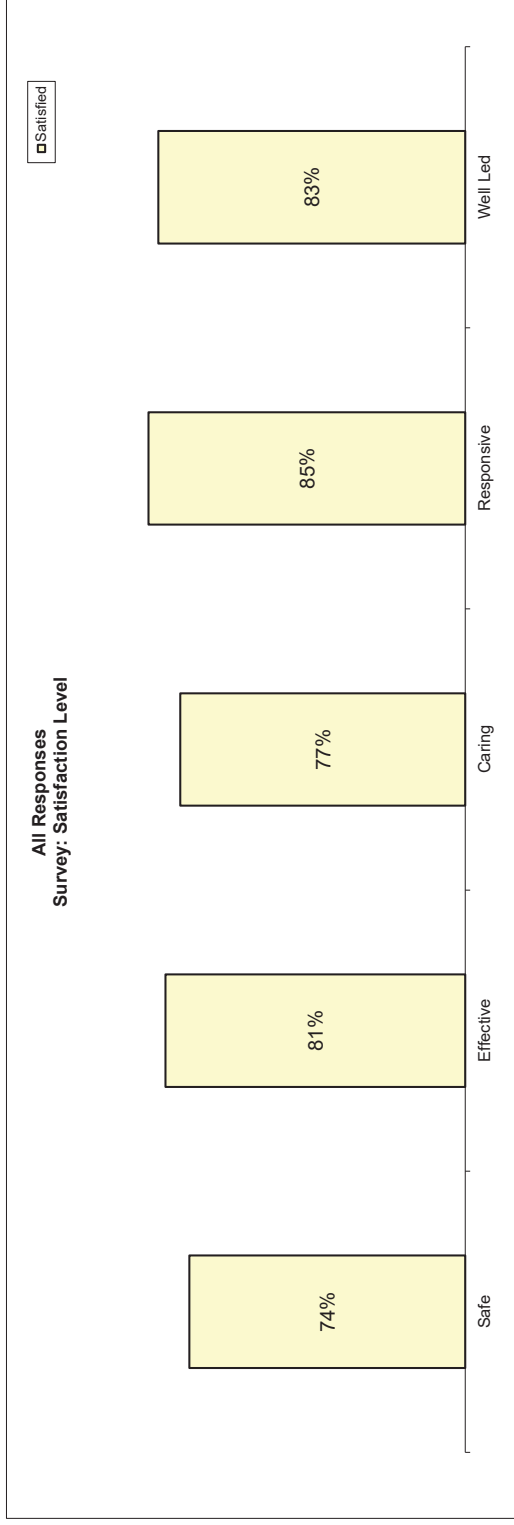 All Responses
Survey: Satisfaction Level
Satisfied
74%
81%
77%
85%
83%
Safe
Effective
Caring
Responsive
Well Led